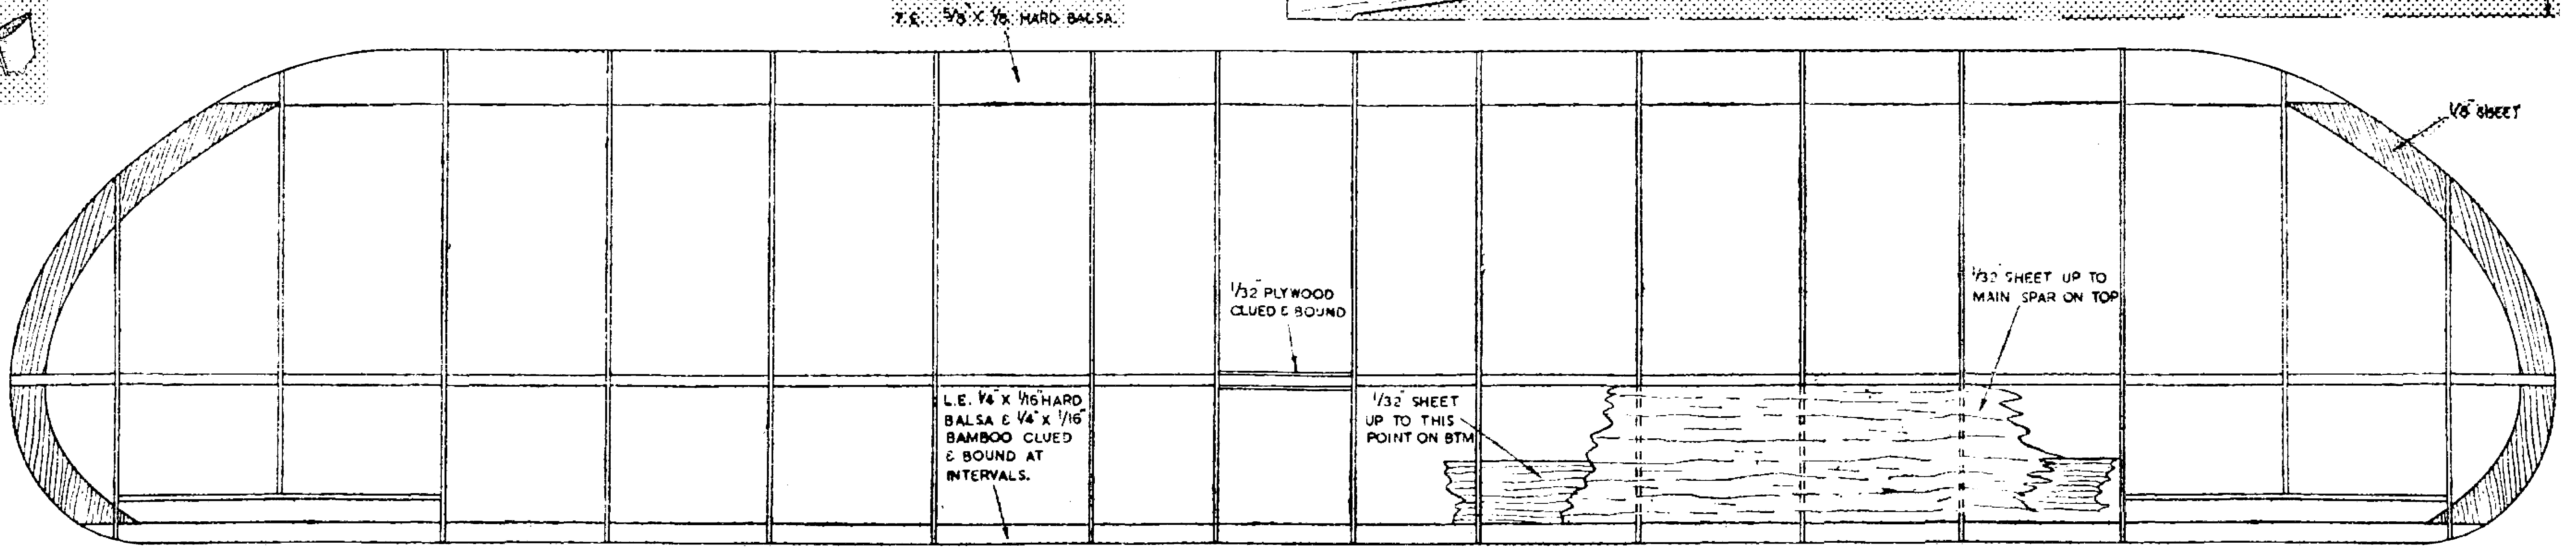 T.E. 5/8" X 1/8 HARD BALSA.
1/8" SHEET
1/32" PLYWOOD
GLUED & BOUND
1/32" SHEET UP TO
MAIN SPAR ON TOP
L.E. 1/4" X 1/16" HARD
BALSA & 1/4" X 1/16"
BAMBOO GLUED
& BOUND AT
INTERVALS.
1/32" SHEET
UP TO THIS
POINT ON BTM